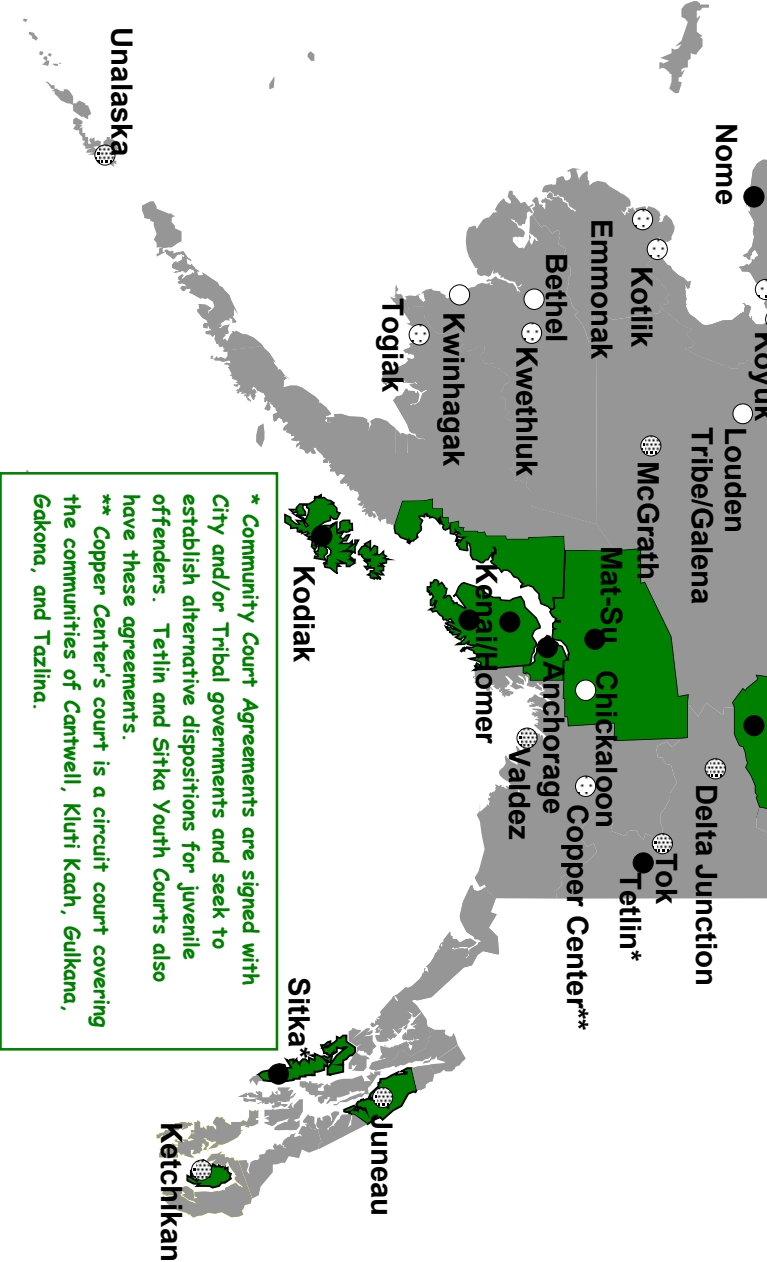 Nome
Koyuk
Louden
Tribe/Galena
Kotlik
Emmonak
McGrath
Bethel
Kwethluk
Kwinhagak
Togiak
Unalaska
Mat-Su
Chickaloon
Anchorage
Kenai/Homer
Kodiak
Valdez
Copper Center**
Delta Junction
Tok
Tetlin*
Sitka*
Juneau
Ketchikan
* Community Court Agreements are signed with
City and/or Tribal governments and seek to
establish alternative dispositions for juvenile
offenders. Tetlin and Sitka Youth Courts also
have these agreements.
** Copper Center's court is a circuit court covering
the communities of Cantwell, Kluti Kaah, Gulkana,
Gakona, and Tazlina.